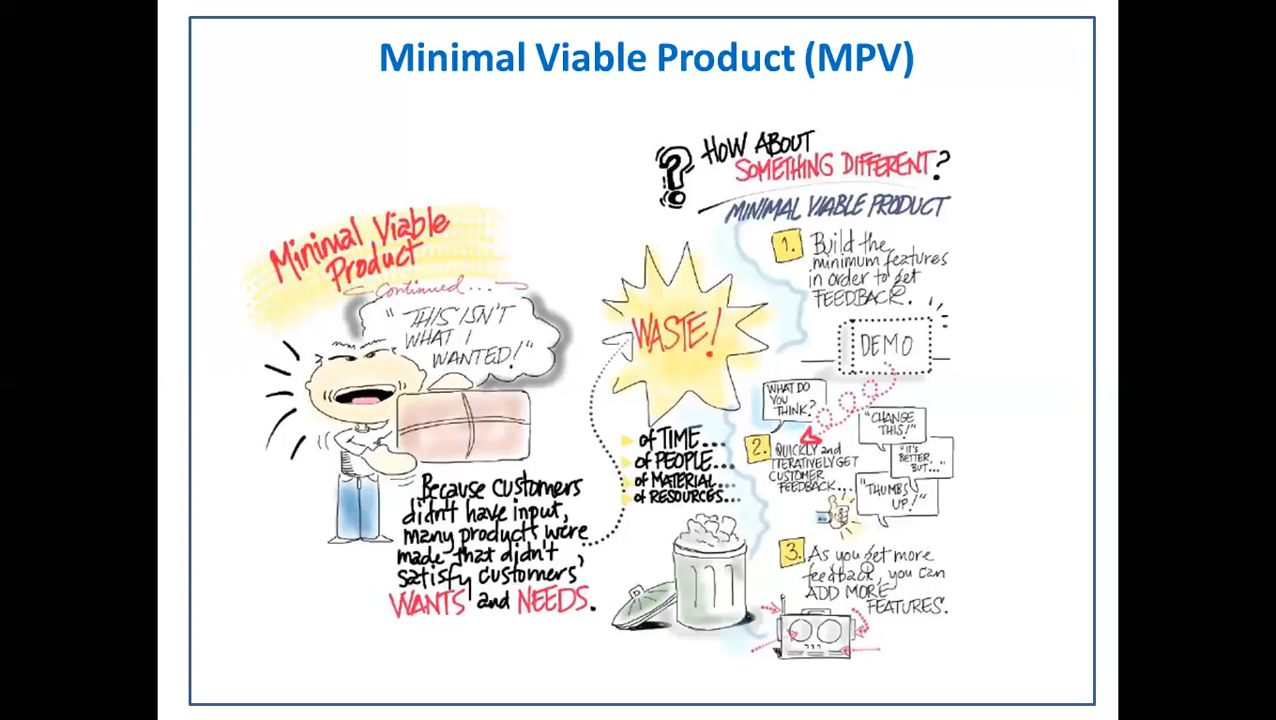 Minimal Viable Product (MPV)
Minimal Viable
Product
Continued...
"THIS ISN'T
WHAT I
WANTED!"
Because customers
didn't have input,
many products were
made that didn't
satisfy customers'
WANTS and NEEDS.
WASTE!
of TIME...
of PEOPLE...
of MATERIAL...
of RESOURCES...
? HOW ABOUT
SOMETHING DIFFERENT?
MINIMAL VIABLE PRODUCT
1. Build the
minimum features
in order to get
FEEDBACK.
DEMO
WHAT DO
YOU
THINK?
2. QUICKLY and
ITERATIVELY GET
CUSTOMER
FEEDBACK...
"CHANGE
THIS!"
"IT'S
BETTER,
BUT..."
"THUMBS
UP!"
3. As you get more
feedback, you can
ADD MORE
FEATURES.